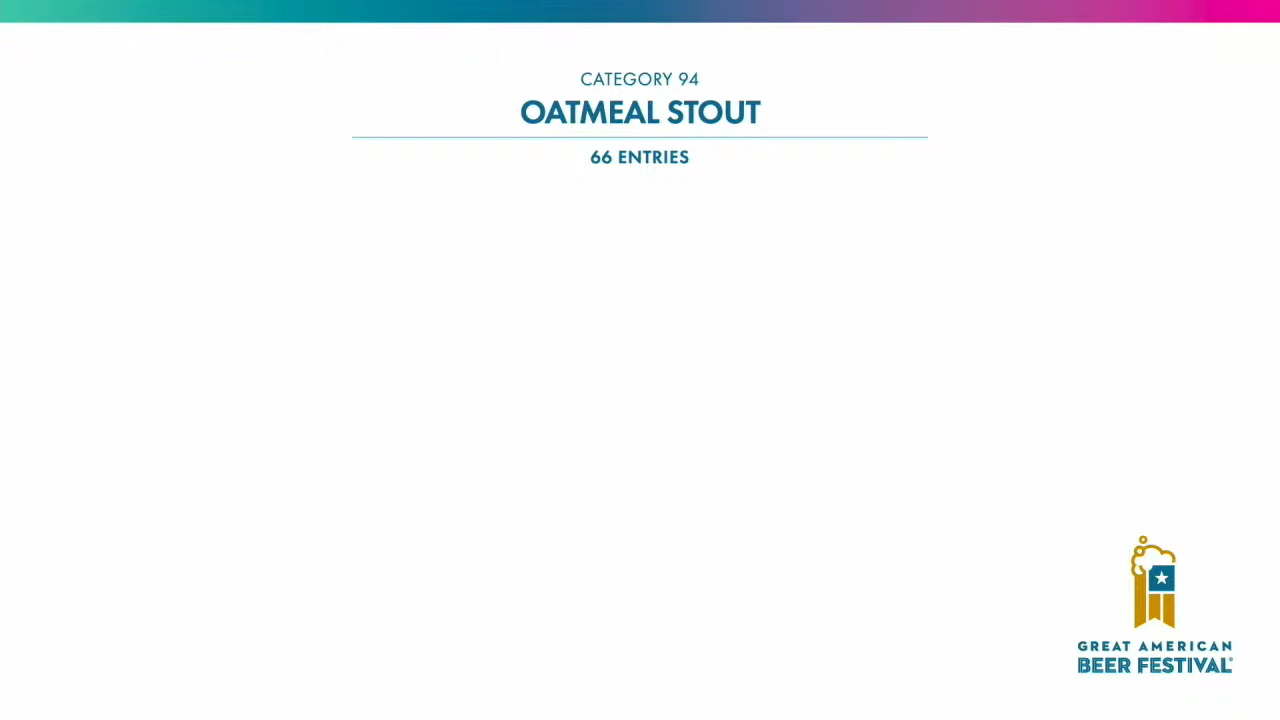 CATEGORY 94
OATMEAL STOUT
66 ENTRIES
GREAT AMERICAN
BEER FESTIVAL